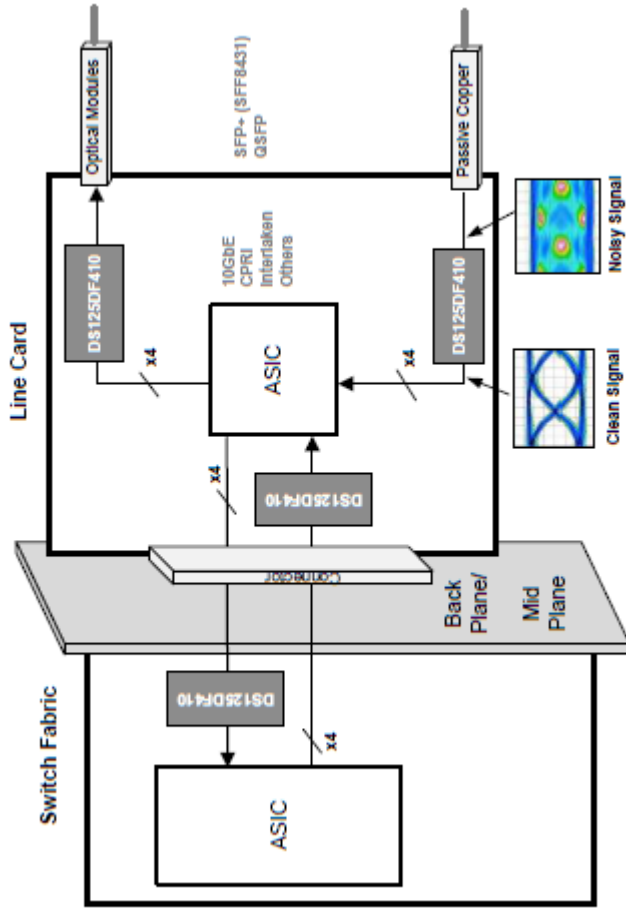 Switch Fabric
Line Card
ASIC
DS125DF410
x4
Back
Plane/
Mid
Plane
Connector
x4
DS125DF410
ASIC
x4
DS125DF410
Optical Modules
10GbE
CPRI
Interlaken
Others
SFP+ (SFF8431)
QSFP
x4
DS125DF410
Passive Copper
Clean Signal
Noisy Signal